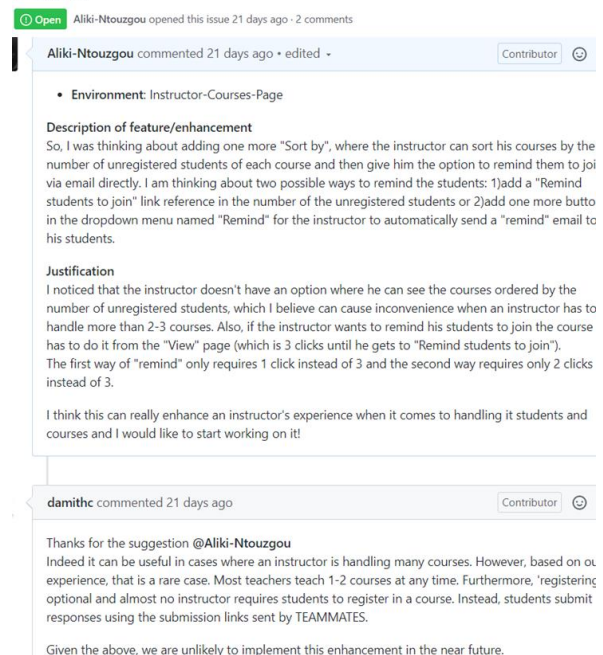 Open Aliki-Ntouzgou opened this issue 21 days ago · 2 comments
Aliki-Ntouzgou commented 21 days ago • edited Contributor
• Environment: Instructor-Courses-Page
Description of feature/enhancement
So, I was thinking about adding one more "Sort by", where the instructor can sort his courses by the
number of unregistered students of each course and then give him the option to remind them to joi
via email directly. I am thinking about two possible ways to remind the students: 1)add a "Remind
students to join" link reference in the number of the unregistered students or 2)add one more butto
in the dropdown menu named "Remind" for the instructor to automatically send a "remind" email to
his students.
Justification
I noticed that the instructor doesn't have an option where he can see the courses ordered by the
number of unregistered students, which I believe can cause inconvenience when an instructor has to
handle more than 2-3 courses. Also, if the instructor wants to remind his students to join the course
has to do it from the "View" page (which is 3 clicks until he gets to "Remind students to join").
The first way of "remind" only requires 1 click instead of 3 and the second way requires only 2 clicks
instead of 3.
I think this can really enhance an instructor's experience when it comes to handling it students and
courses and I would like to start working on it!
damithc commented 21 days ago Contributor
Thanks for the suggestion @Aliki-Ntouzgou
Indeed it can be useful in cases where an instructor is handling many courses. However, based on ou
experience, that is a rare case. Most teachers teach 1-2 courses at any time. Furthermore, 'registering
optional and almost no instructor requires students to register in a course. Instead, students submit
responses using the submission links sent by TEAMMATES.
Given the above, we are unlikely to implement this enhancement in the near future.